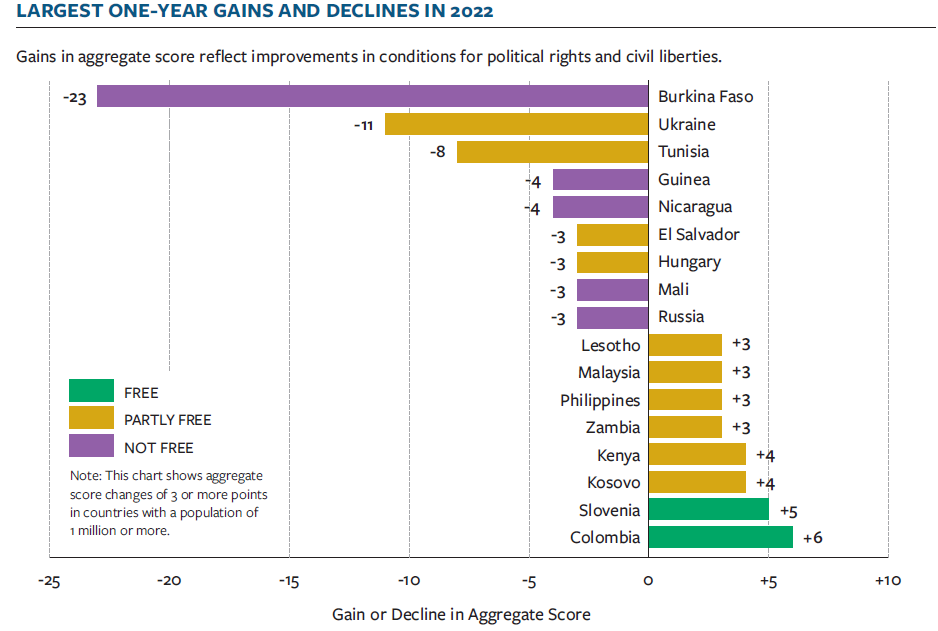 LARGEST ONE-YEAR GAINS AND DECLINES IN 2022
Gains in aggregate score reflect improvements in conditions for political rights and civil liberties.
-23 Burkina Faso
-11 Ukraine
-8 Tunisia
-4 Guinea
-4 Nicaragua
-3 El Salvador
-3 Hungary
-3 Mali
-3 Russia
Lesotho +3
Malaysia +3
Philippines +3
Zambia +3
Kenya +4
Kosovo +4
Slovenia +5
Colombia +6
FREE
PARTLY FREE
NOT FREE
Note: This chart shows aggregate
score changes of 3 or more points
in countries with a population of
1 million or more.
-25 -20 -15 -10 -5 0 +5 +10
Gain or Decline in Aggregate Score